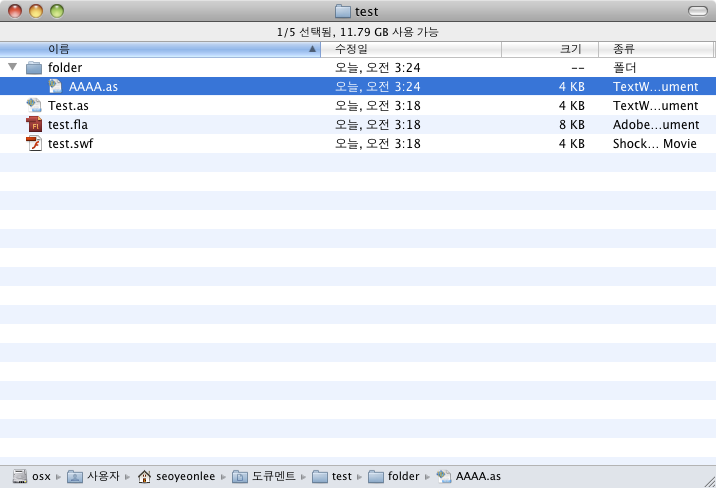 test
1/5 선택됨, 11.79 GB 사용 가능
이름 수정일 크기 종류
folder 오늘, 오전 3:24 -- 폴더
AAAA.as 오늘, 오전 3:24 4 KB TextW...ument
Test.as 오늘, 오전 3:18 4 KB TextW...ument
test.fla 오늘, 오전 3:18 8 KB Adobe...ument
test.swf 오늘, 오전 3:18 4 KB Shock... Movie
osx 사용자 seoyeonlee 도큐멘트 test folder AAAA.as